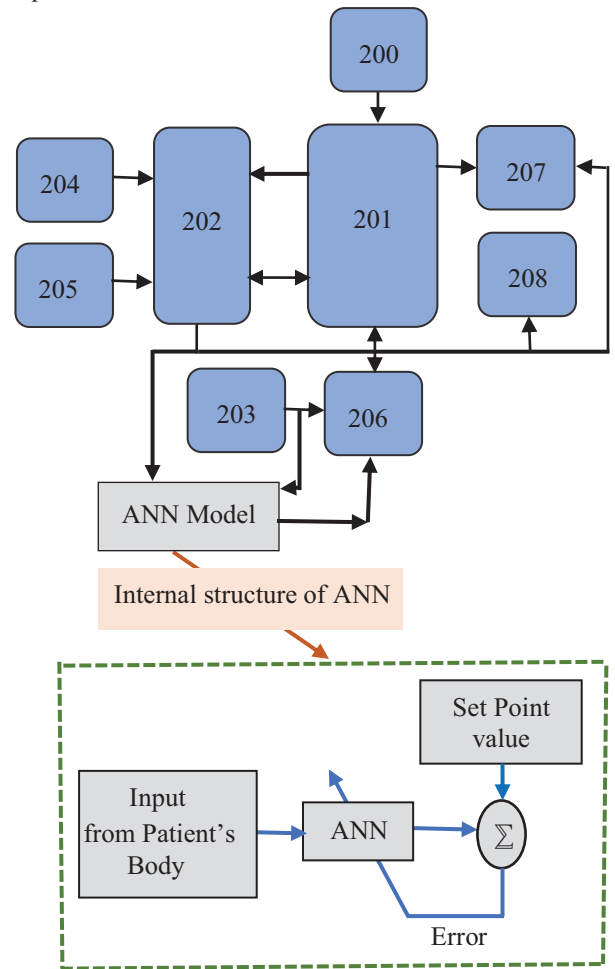 200
204
202
201
207
205
208
203
206
ANN Model
Internal structure of ANN
Set Point
value
Input
from Patient's
Body
ANN
Σ
Error